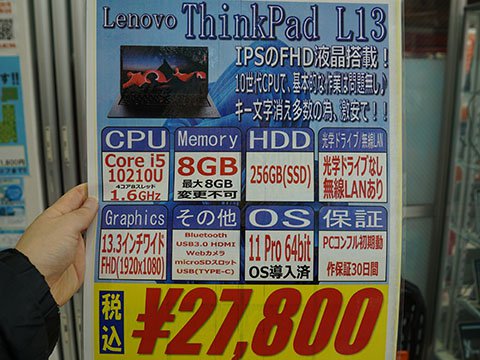 Lenovo ThinkPad L13
IPSのFHD液晶搭載!
10世代CPUで、基本的な作業は問題無し♪
キー文字消え多数の為、激安で!!
CPU
Core i5
10210U
4コア8スレッド
1.6GHz
Memory
8GB
最大8GB
変更不可
HDD
256GB(SSD)
光学ドライブ/無線LAN
光学ドライブなし
無線LANあり
Graphics
13.3インチワイド
FHD(1920x1080)
その他
Bluetooth
USB3.0 HDMI
Webカメラ
microSDスロット
USB(TYPE-C)
OS
11 Pro 64bit
OS導入済
保証
PCコンフル・初期動
作保証30日間
税込
¥27,800